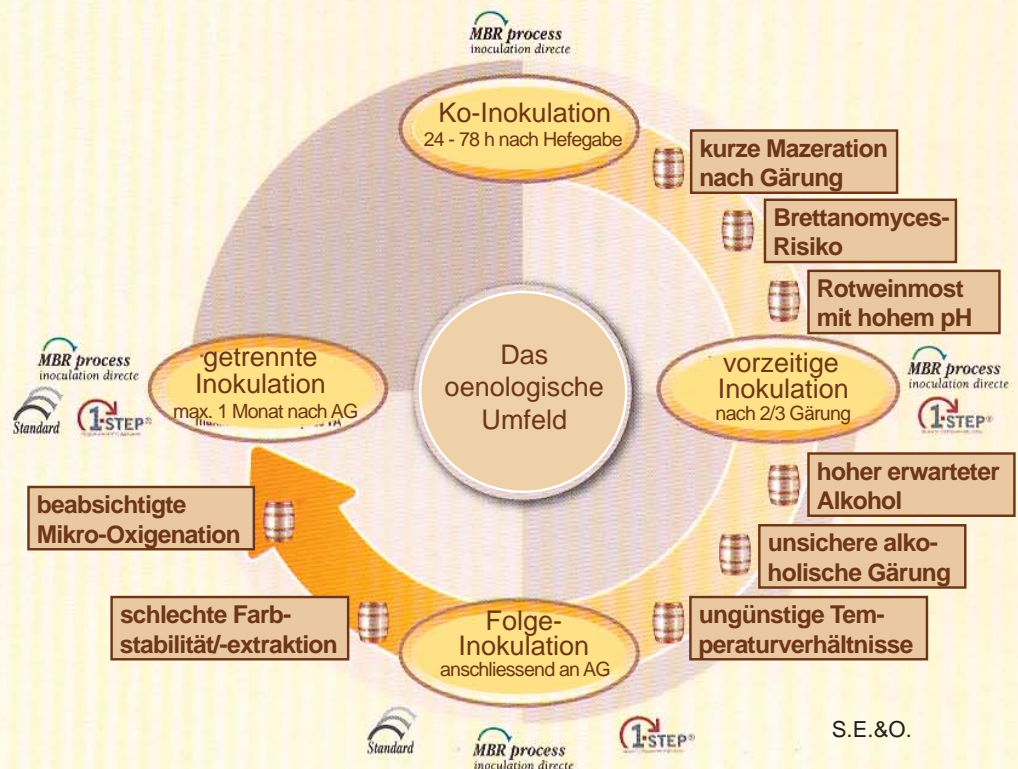 MBR process
inoculation directe
Ko-Inokulation
24 - 78 h nach Hefegabe
kurze Mazeration
nach Gärung
Brettanomyces-
Risiko
Rotweinmost
mit hohem pH
vorzeitige
Inokulation
nach 2/3 Gärung
MBR process
inoculation directe
1-STEP®
hoher erwarteter
Alkohol
unsichere alko-
holische Gärung
ungünstige Tem-
peraturverhältnisse
Folge-
Inokulation
anschliessend an AG
Standard
MBR process
inoculation directe
1-STEP®
schlechte Farb-
stabilität/-extraktion
beabsichtigte
Mikro-Oxigenation
getrennte
Inokulation
max. 1 Monat nach AG
MBR process
inoculation directe
Standard
1-STEP®
Das
oenologische
Umfeld
S.E.&O.